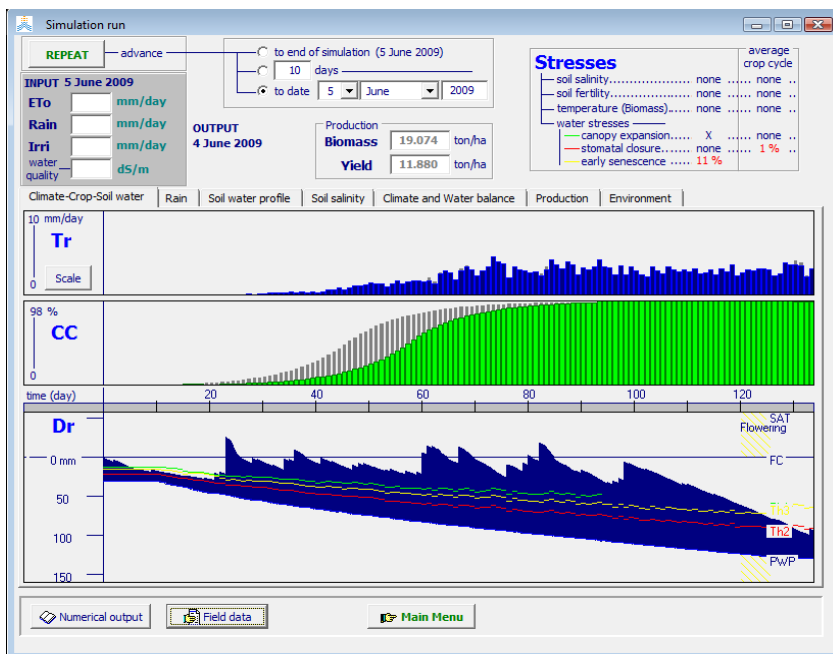 Simulation run
REPEAT
advance
to end of simulation (5 June 2009)
10 days
to date 5 June 2009
INPUT 5 June 2009
ETo mm/day
Rain mm/day
Irri mm/day
water quality dS/m
OUTPUT
4 June 2009
Production
Biomass 19.074 ton/ha
Yield 11.880 ton/ha
Stresses
average
crop cycle
soil salinity................ none ...... none ..
soil fertility................ none ...... none ..
temperature (Biomass)..... none ...... none ..
water stresses
canopy expansion..... X ...... none ..
stomatal closure...... none ...... 1 % ..
early senescence ..... 11 %
Climate-Crop-Soil water Rain Soil water profile Soil salinity Climate and Water balance Production Environment
10 mm/day
Tr
0
Scale
98 %
CC
0
time (day) 20 40 60 80 100 120
Dr
SAT
Flowering
0 mm
FC
50
Th3
100
Th2
PWP
150
Numerical output Field data Main Menu